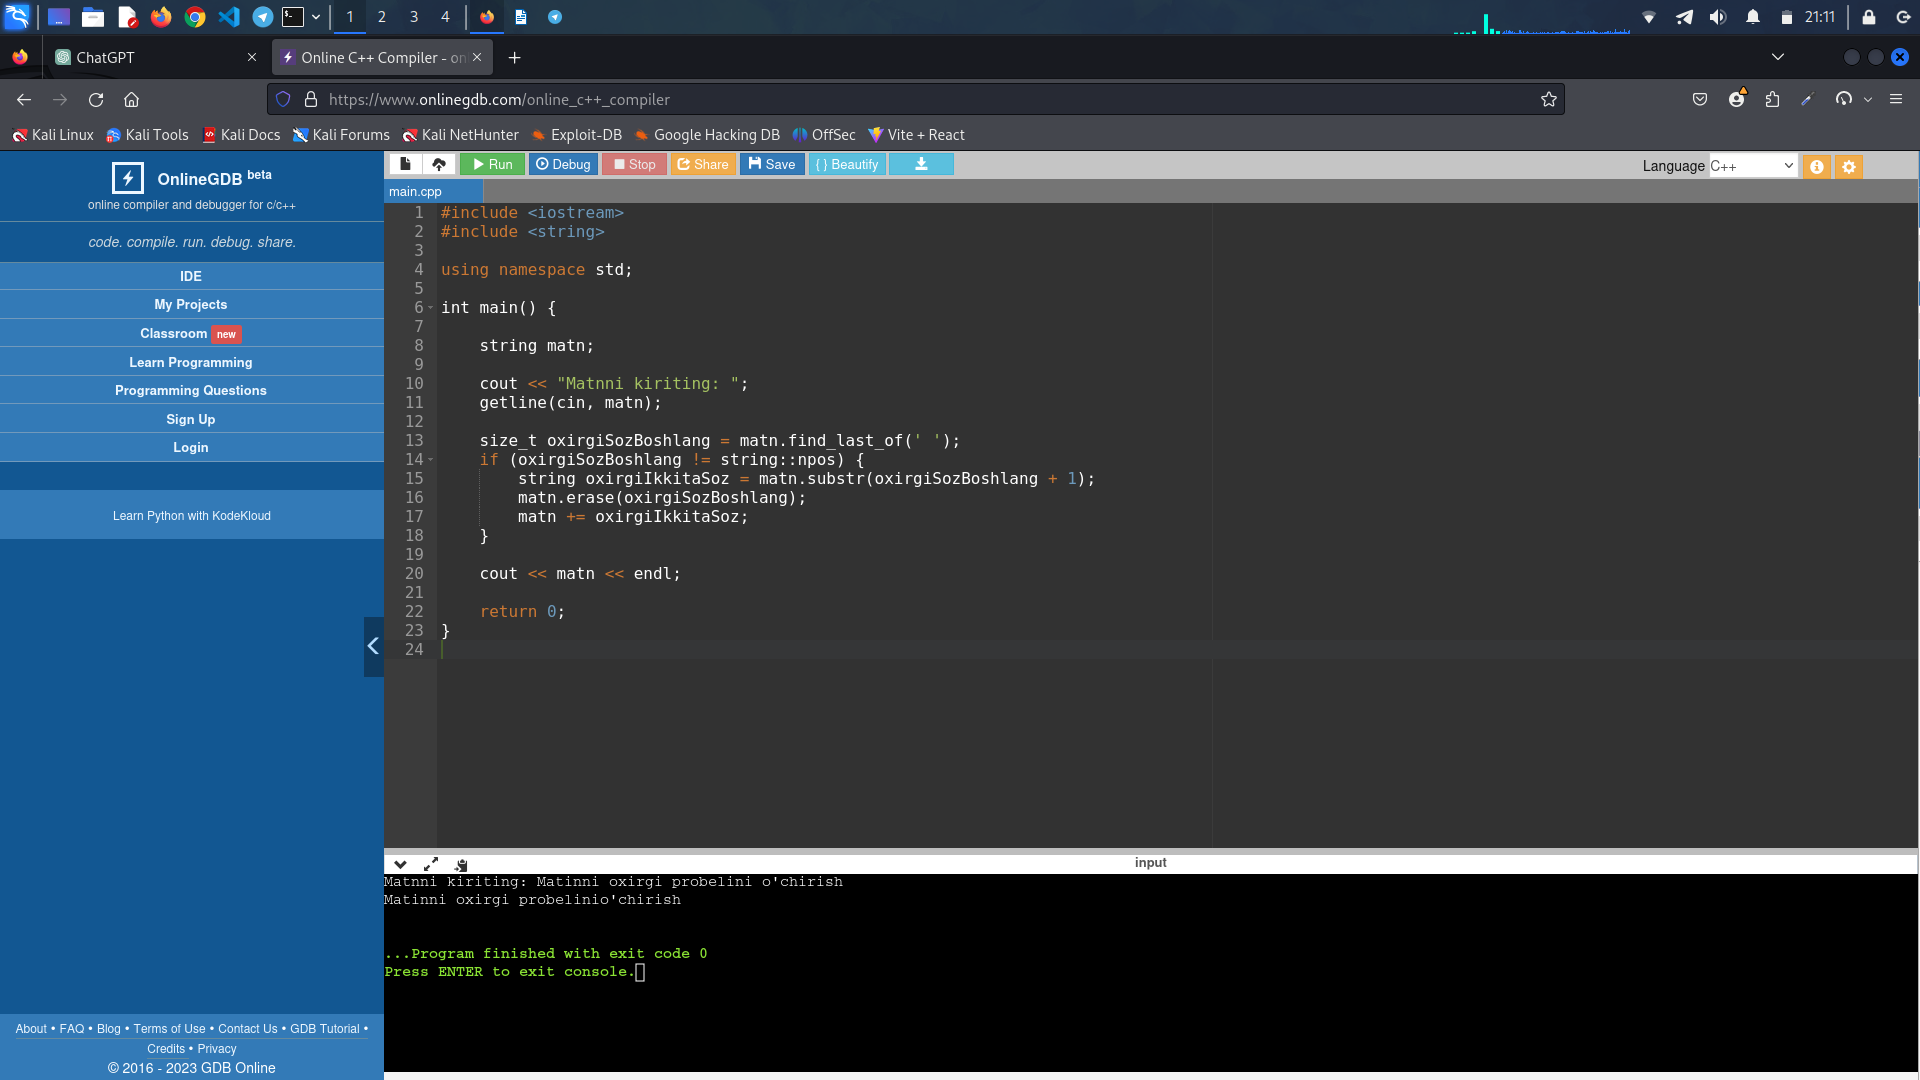 1 2 3 4 21:11
ChatGPT Online C++ Compiler - on
https://www.onlinegdb.com/online_c++_compiler
Kali Linux Kali Tools Kali Docs Kali Forums Kali NetHunter Exploit-DB Google Hacking DB OffSec Vite + React
OnlineGDB beta
online compiler and debugger for c/c++
code. compile. run. debug. share.
IDE
My Projects
Classroom new
Learn Programming
Programming Questions
Sign Up
Login
Learn Python with KodeKloud
About • FAQ • Blog • Terms of Use • Contact Us • GDB Tutorial •
Credits • Privacy
© 2016 - 2023 GDB Online
Run Debug Stop Share Save { } Beautify Language C++
main.cpp
1 #include <iostream>
2 #include <string>
3
4 using namespace std;
5
6 int main() {
7
8 string matn;
9
10 cout << "Matnni kiriting: ";
11 getline(cin, matn);
12
13 size_t oxirgiSozBoshlang = matn.find_last_of(' ');
14 if (oxirgiSozBoshlang != string::npos) {
15 string oxirgiIkkitaSoz = matn.substr(oxirgiSozBoshlang + 1);
16 matn.erase(oxirgiSozBoshlang);
17 matn += oxirgiIkkitaSoz;
18 }
19
20 cout << matn << endl;
21
22 return 0;
23 }
24
input
Matnni kiriting: Matinni oxirgi probelini o'chirish
Matinni oxirgi probelinio'chirish
...Program finished with exit code 0
Press ENTER to exit console.